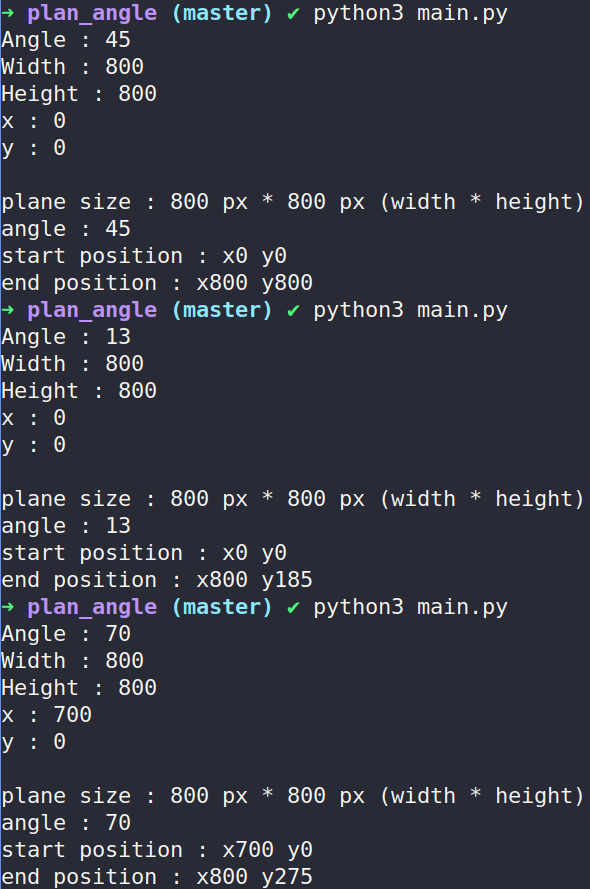 ➜ plan_angle (master) ✔ python3 main.py
Angle : 45
Width : 800
Height : 800
x : 0
y : 0

plane size : 800 px * 800 px (width * height)
angle : 45
start position : x0 y0
end position : x800 y800
➜ plan_angle (master) ✔ python3 main.py
Angle : 13
Width : 800
Height : 800
x : 0
y : 0

plane size : 800 px * 800 px (width * height)
angle : 13
start position : x0 y0
end position : x800 y185
➜ plan_angle (master) ✔ python3 main.py
Angle : 70
Width : 800
Height : 800
x : 700
y : 0

plane size : 800 px * 800 px (width * height)
angle : 70
start position : x700 y0
end position : x800 y275